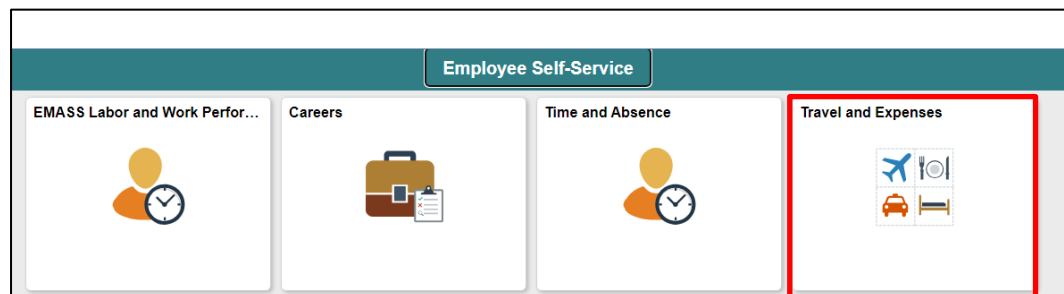 Employee Self-Service
EMASS Labor and Work Perfor...
Careers
Time and Absence
Travel and Expenses